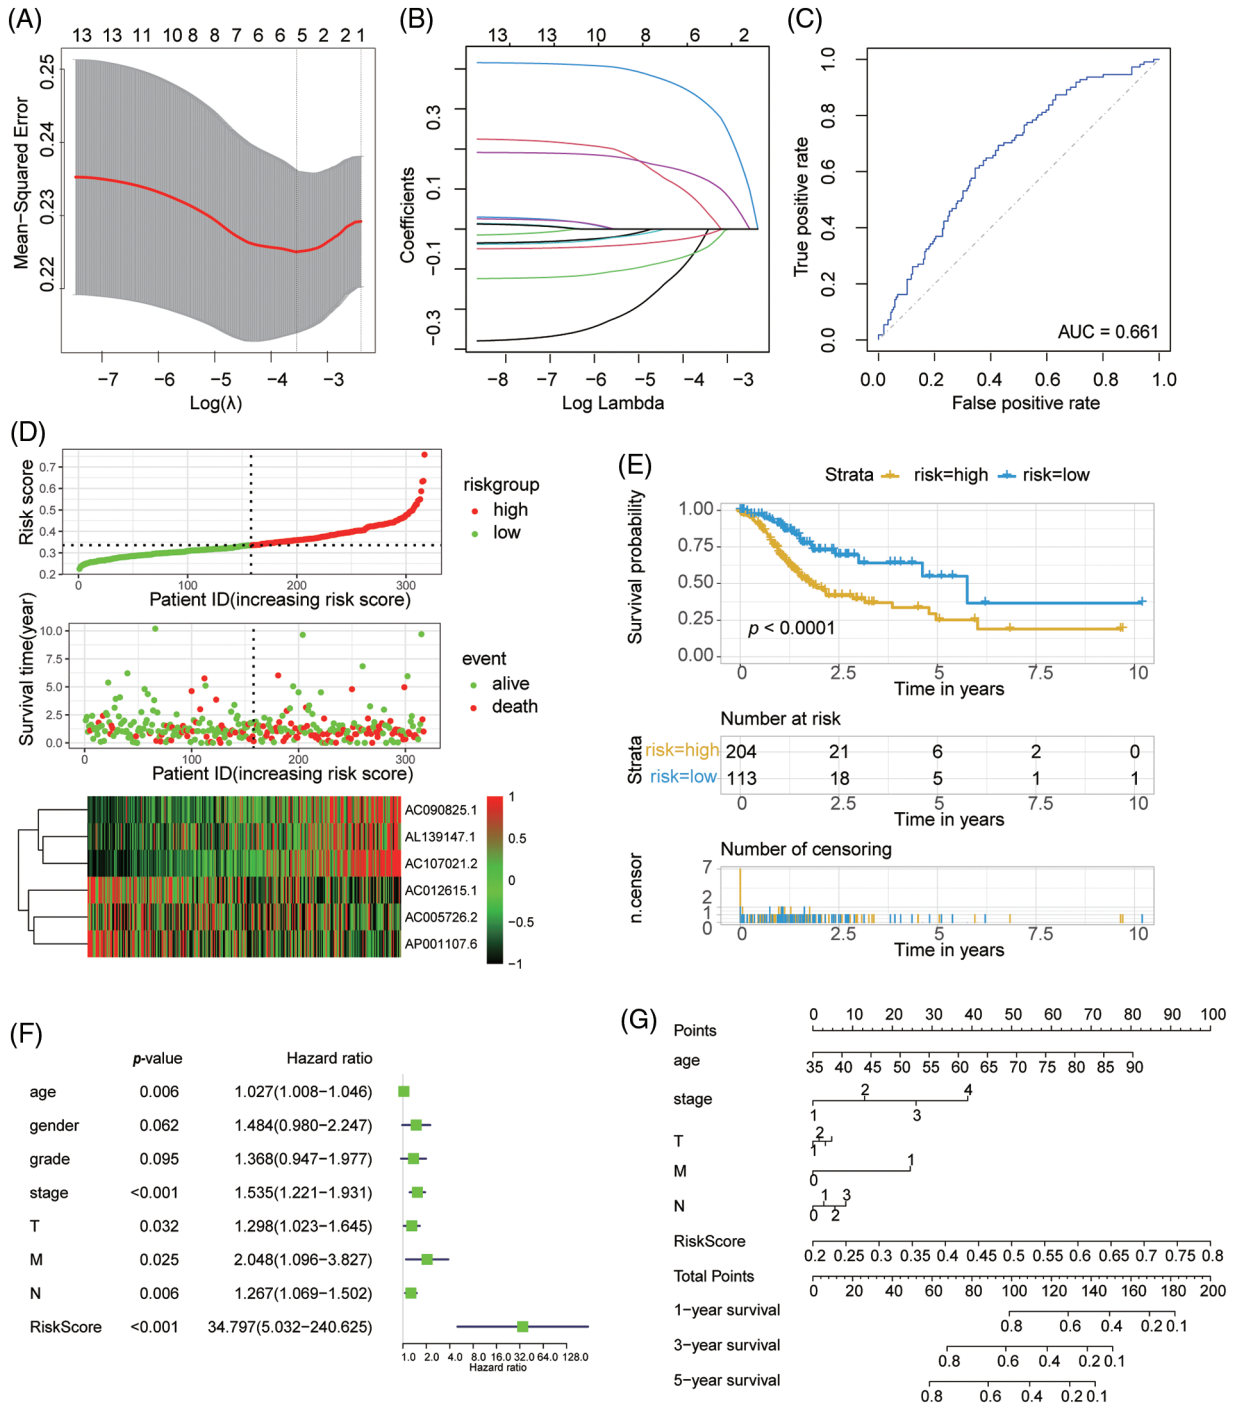 (A)
13 13 11 10 8 8 7 6 6 5 2 2 1
Mean−Squared Error
0.25
0.24
0.23
0.22
−7 −6 −5 −4 −3
Log(λ)
(B)
13 13 10 8 6 2
Coefficients
0.3
0.1
−0.1
−0.3
−8 −7 −6 −5 −4 −3
Log Lambda
(C)
True positive rate
1.0
0.8
0.6
0.4
0.2
0.0
AUC = 0.661
0.0 0.2 0.4 0.6 0.8 1.0
False positive rate
(D)
Risk score
0.7
0.6
0.5
0.4
0.3
0.2
0 100 200 300
Patient ID(increasing risk score)
riskgroup
high
low
Survival time(year)
10.0
7.5
5.0
2.5
0.0
0 100 200 300
Patient ID(increasing risk score)
event
alive
death
AC090825.1
AL139147.1
AC107021.2
AC012615.1
AC005726.2
AP001107.6
1
0.5
0
−0.5
−1
(E)
Strata risk=high risk=low
Survival probability
1.00
0.75
0.50
0.25
0.00
p < 0.0001
0 2.5 5 7.5 10
Time in years
Number at risk
Strata
risk=high 204 21 6 2 0
risk=low 113 18 5 1 1
0 2.5 5 7.5 10
Time in years
Number of censoring
n.censor
7
2
1
0
0 2.5 5 7.5 10
Time in years
(F)
p-value Hazard ratio
age 0.006 1.027(1.008−1.046)
gender 0.062 1.484(0.980−2.247)
grade 0.095 1.368(0.947−1.977)
stage <0.001 1.535(1.221−1.931)
T 0.032 1.298(1.023−1.645)
M 0.025 2.048(1.096−3.827)
N 0.006 1.267(1.069−1.502)
RiskScore <0.001 34.797(5.032−240.625)
1.0 2.0 4.0 8.0 16.0 32.0 64.0 128.0
Hazard ratio
(G)
Points 0 10 20 30 40 50 60 70 80 90 100
age 35 40 45 50 55 60 65 70 75 80 85 90
stage 1 2 3 4
T 1 2
M 0 1
N 0 1 2 3
RiskScore 0.2 0.25 0.3 0.35 0.4 0.45 0.5 0.55 0.6 0.65 0.7 0.75 0.8
Total Points 0 20 40 60 80 100 120 140 160 180 200
1−year survival 0.8 0.6 0.4 0.2 0.1
3−year survival 0.8 0.6 0.4 0.2 0.1
5−year survival 0.8 0.6 0.4 0.2 0.1